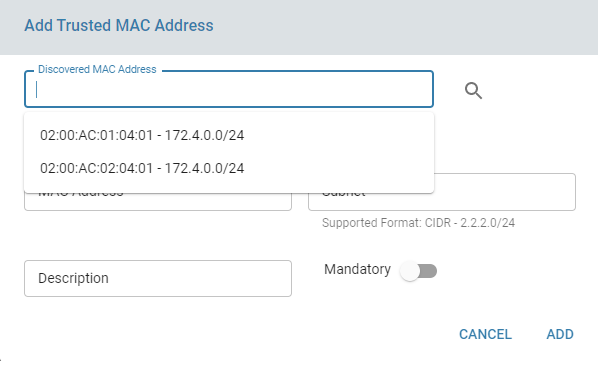 Add Trusted MAC Address
Discovered MAC Address
02:00:AC:01:04:01 - 172.4.0.0/24
02:00:AC:02:04:01 - 172.4.0.0/24
MAC Address
Subnet
Supported Format: CIDR - 2.2.2.0/24
Description
Mandatory
CANCEL
ADD